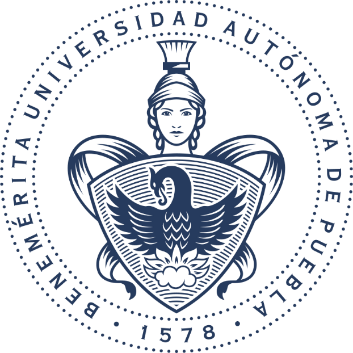 BENEMÉRITA UNIVERSIDAD AUTÓNOMA DE PUEBLA
· 1578 ·